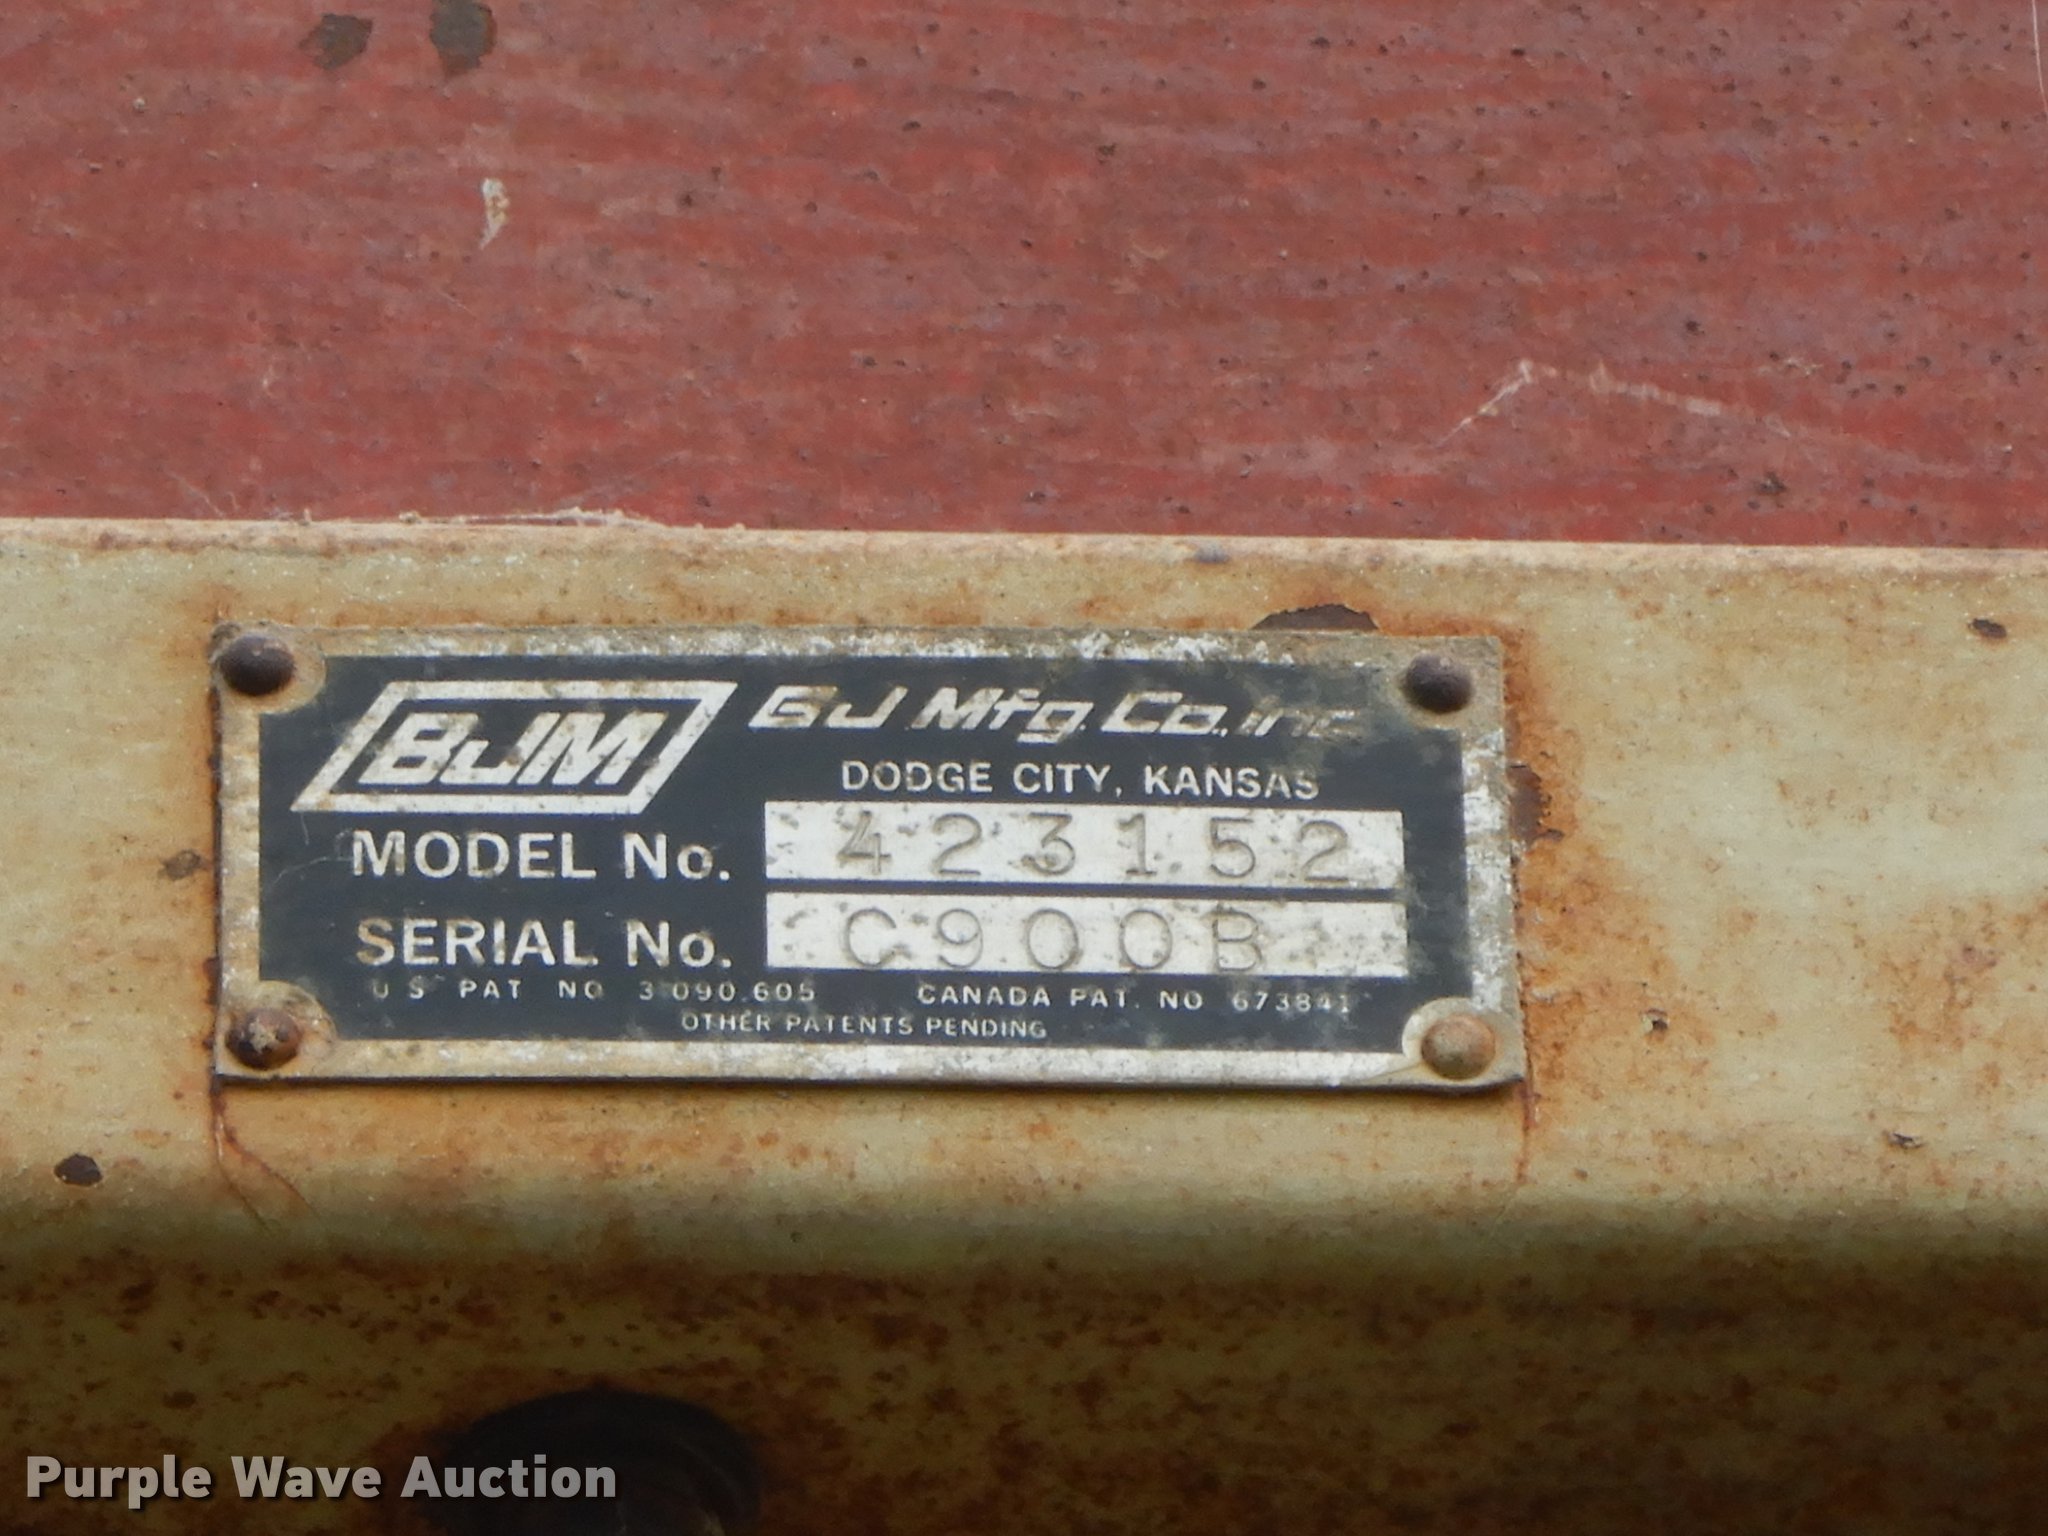 BJM
BJ Mfg. Co., Inc.
DODGE CITY, KANSAS
MODEL No. 423152
SERIAL No. C900B
U S PAT NO 3.090.605 CANADA PAT. NO 673841
OTHER PATENTS PENDING
Purple Wave Auction